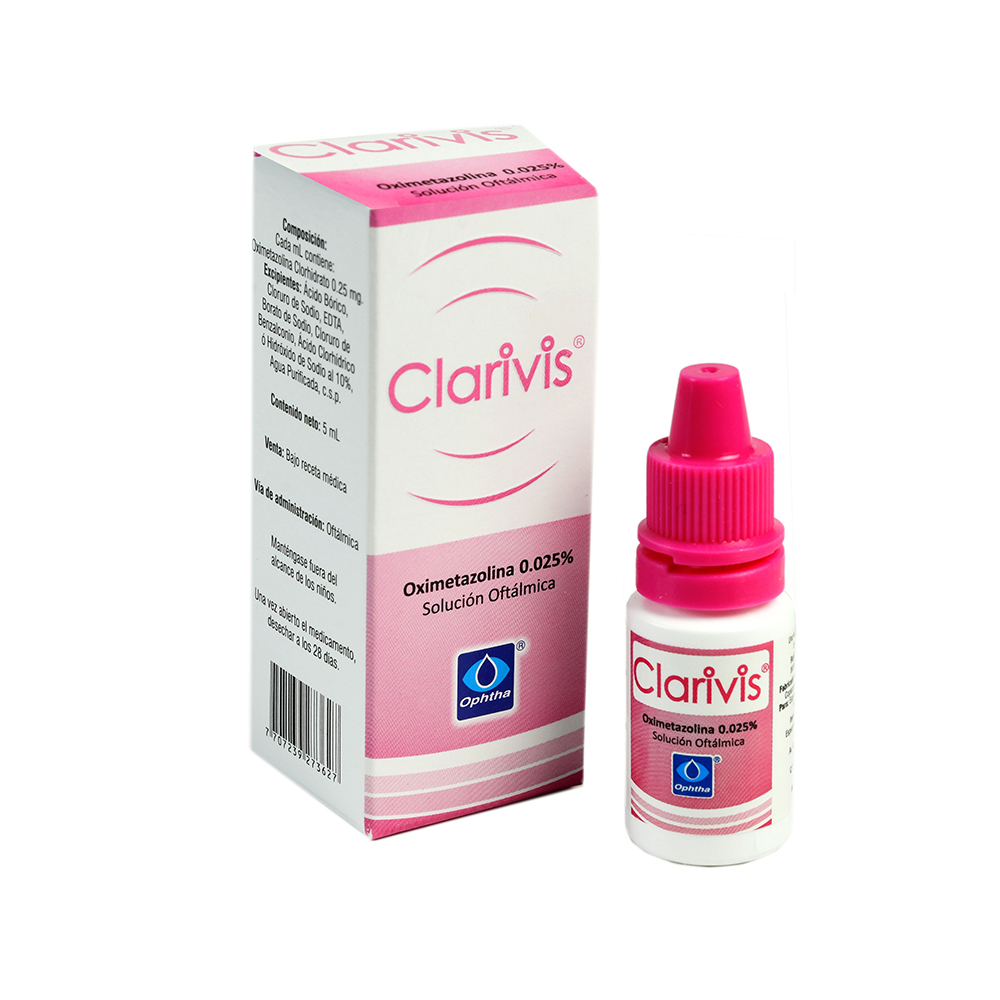 Clarivis
Oximetazolina 0.025%
Solución Oftálmica
Composición:
Cada mL contiene:
Oximetazolina Clorhidrato 0.25 mg.
Excipientes: Ácido Bórico,
Cloruro de Sodio, EDTA,
Borato de Sodio, Cloruro de
Benzalconio, Ácido Clorhídrico
ó Hidróxido de Sodio al 10%,
Agua Purificada, c.s.p.
Contenido neto: 5 mL
Venta: Bajo receta médica
Vía de administración: Oftálmica
Manténgase fuera del
alcance de los niños.
Una vez abierto el medicamento,
desechar a los 28 días.
7 707239 273627
Clarivis®
Oximetazolina 0.025%
Solución Oftálmica
Ophtha®
Clarivis®
Oximetazolina 0.025%
Solución Oftálmica
Ophtha®